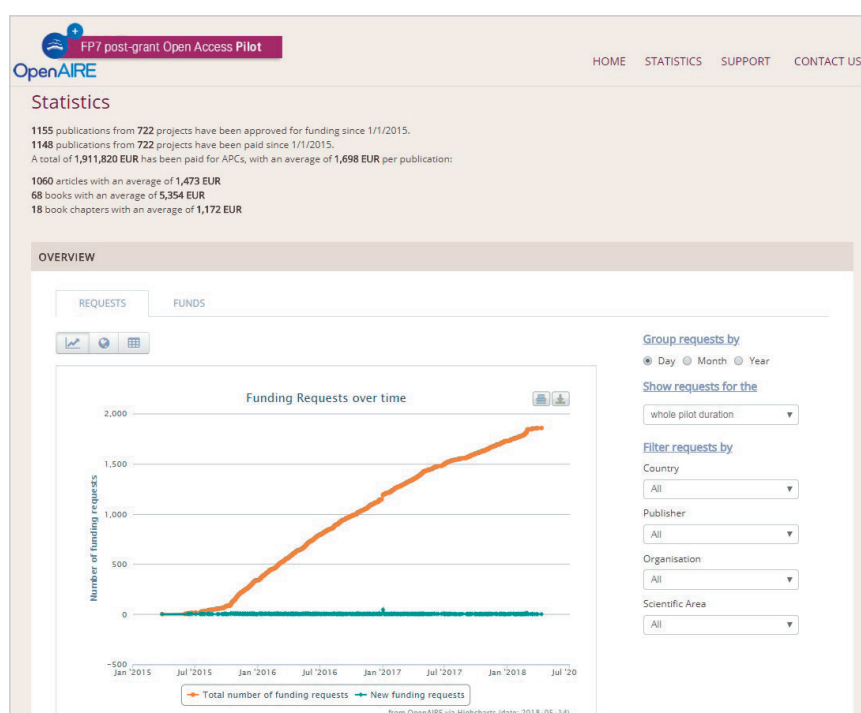 FP7 post-grant Open Access Pilot
OpenAIRE
HOME STATISTICS SUPPORT CONTACT US
Statistics
1155 publications from 722 projects have been approved for funding since 1/1/2015.
1148 publications from 722 projects have been paid since 1/1/2015.
A total of 1,911,820 EUR has been paid for APCs, with an average of 1,698 EUR per publication:
1060 articles with an average of 1,473 EUR
68 books with an average of 5,354 EUR
18 book chapters with an average of 1,172 EUR
OVERVIEW
REQUESTS FUNDS
Group requests by
Day Month Year
Show requests for the
whole pilot duration
Filter requests by
Country
All
Publisher
All
Organisation
All
Scientific Area
All
Funding Requests over time
Number of funding requests
2,000
1,500
1,000
500
0
-500
Jan '2015 Jul '2015 Jan '2016 Jul '2016 Jan '2017 Jul '2017 Jan '2018 Jul '20
Total number of funding requests New funding requests
from OpenAIRE via Highcharts (date: 2018-05-14)